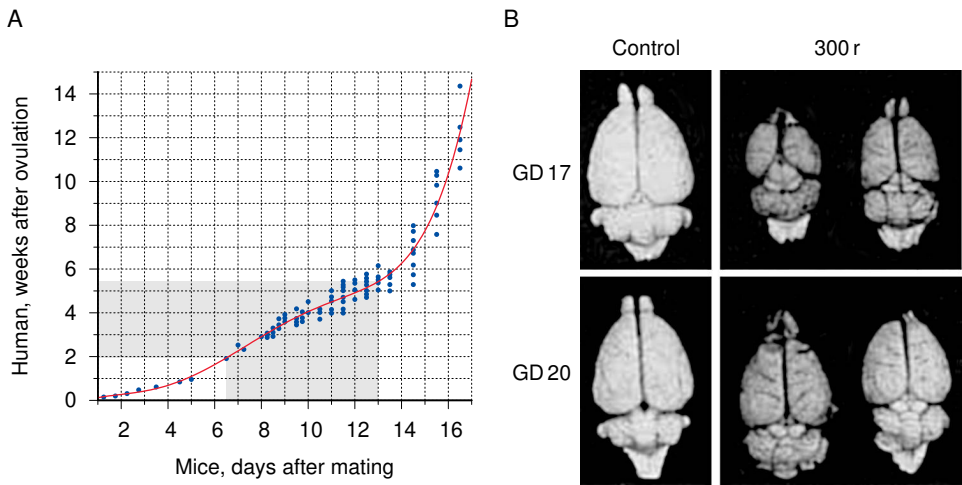 A
Human, weeks after ovulation
14
12
10
8
6
4
2
0
2 4 6 8 10 12 14 16
Mice, days after mating
B
Control 300 r
GD 17
GD 20